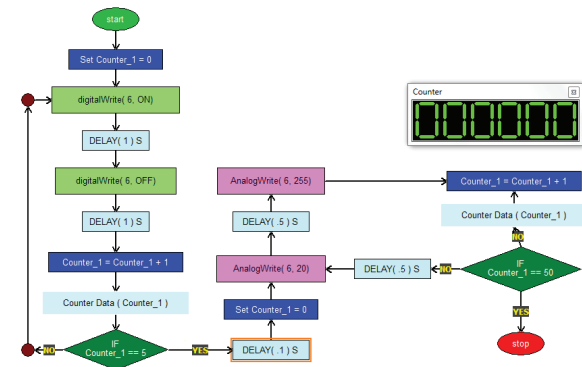 start
Set Counter_1 = 0
digitalWrite( 6, ON)
DELAY( 1 ) S
digitalWrite( 6, OFF)
DELAY( 1 ) S
Counter_1 = Counter_1 + 1
Counter Data ( Counter_1 )
IF
Counter_1 == 5
NO
YES
DELAY( .1 ) S
Set Counter_1 = 0
AnalogWrite( 6, 20)
DELAY( .5 ) S
AnalogWrite( 6, 255)
Counter
000000
Counter_1 = Counter_1 + 1
Counter Data ( Counter_1 )
NO
IF
Counter_1 == 50
NO
DELAY( .5 ) S
YES
stop